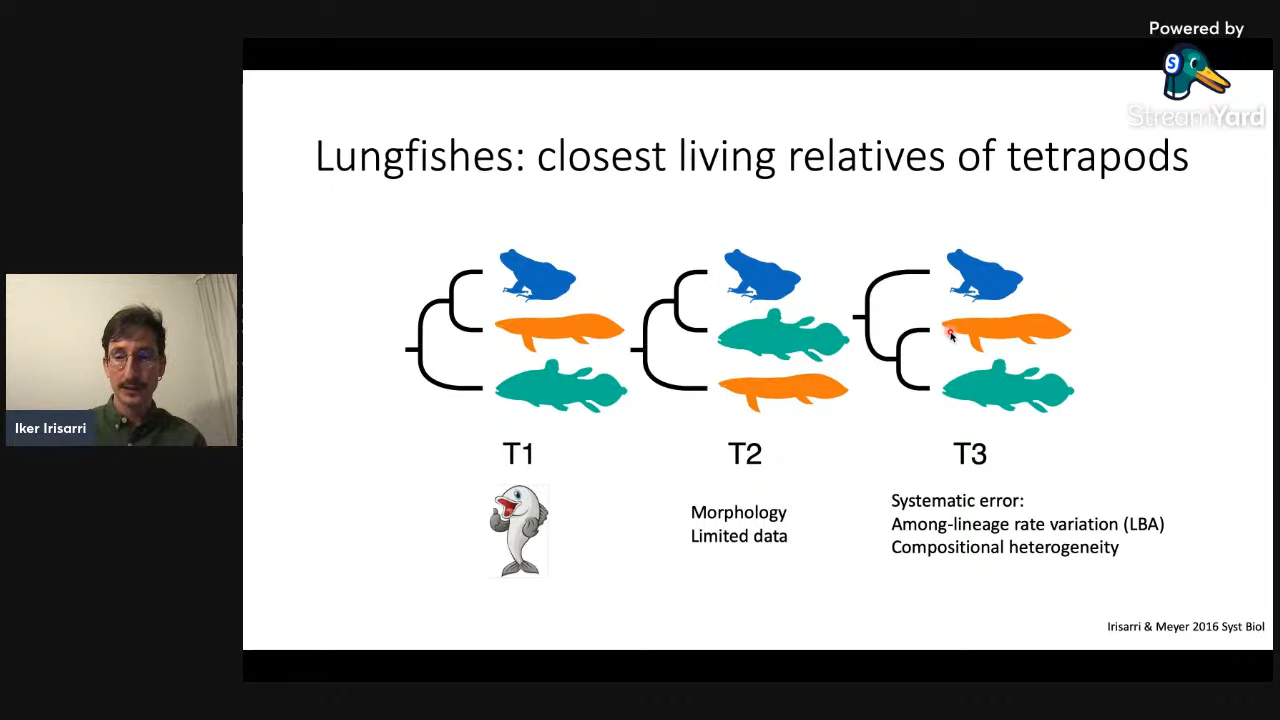 Powered by
StreamYard
Lungfishes: closest living relatives of tetrapods
T1
T2
T3
Morphology
Limited data
Systematic error:
Among-lineage rate variation (LBA)
Compositional heterogeneity
Iker Irisarri
Irisarri & Meyer 2016 Syst Biol